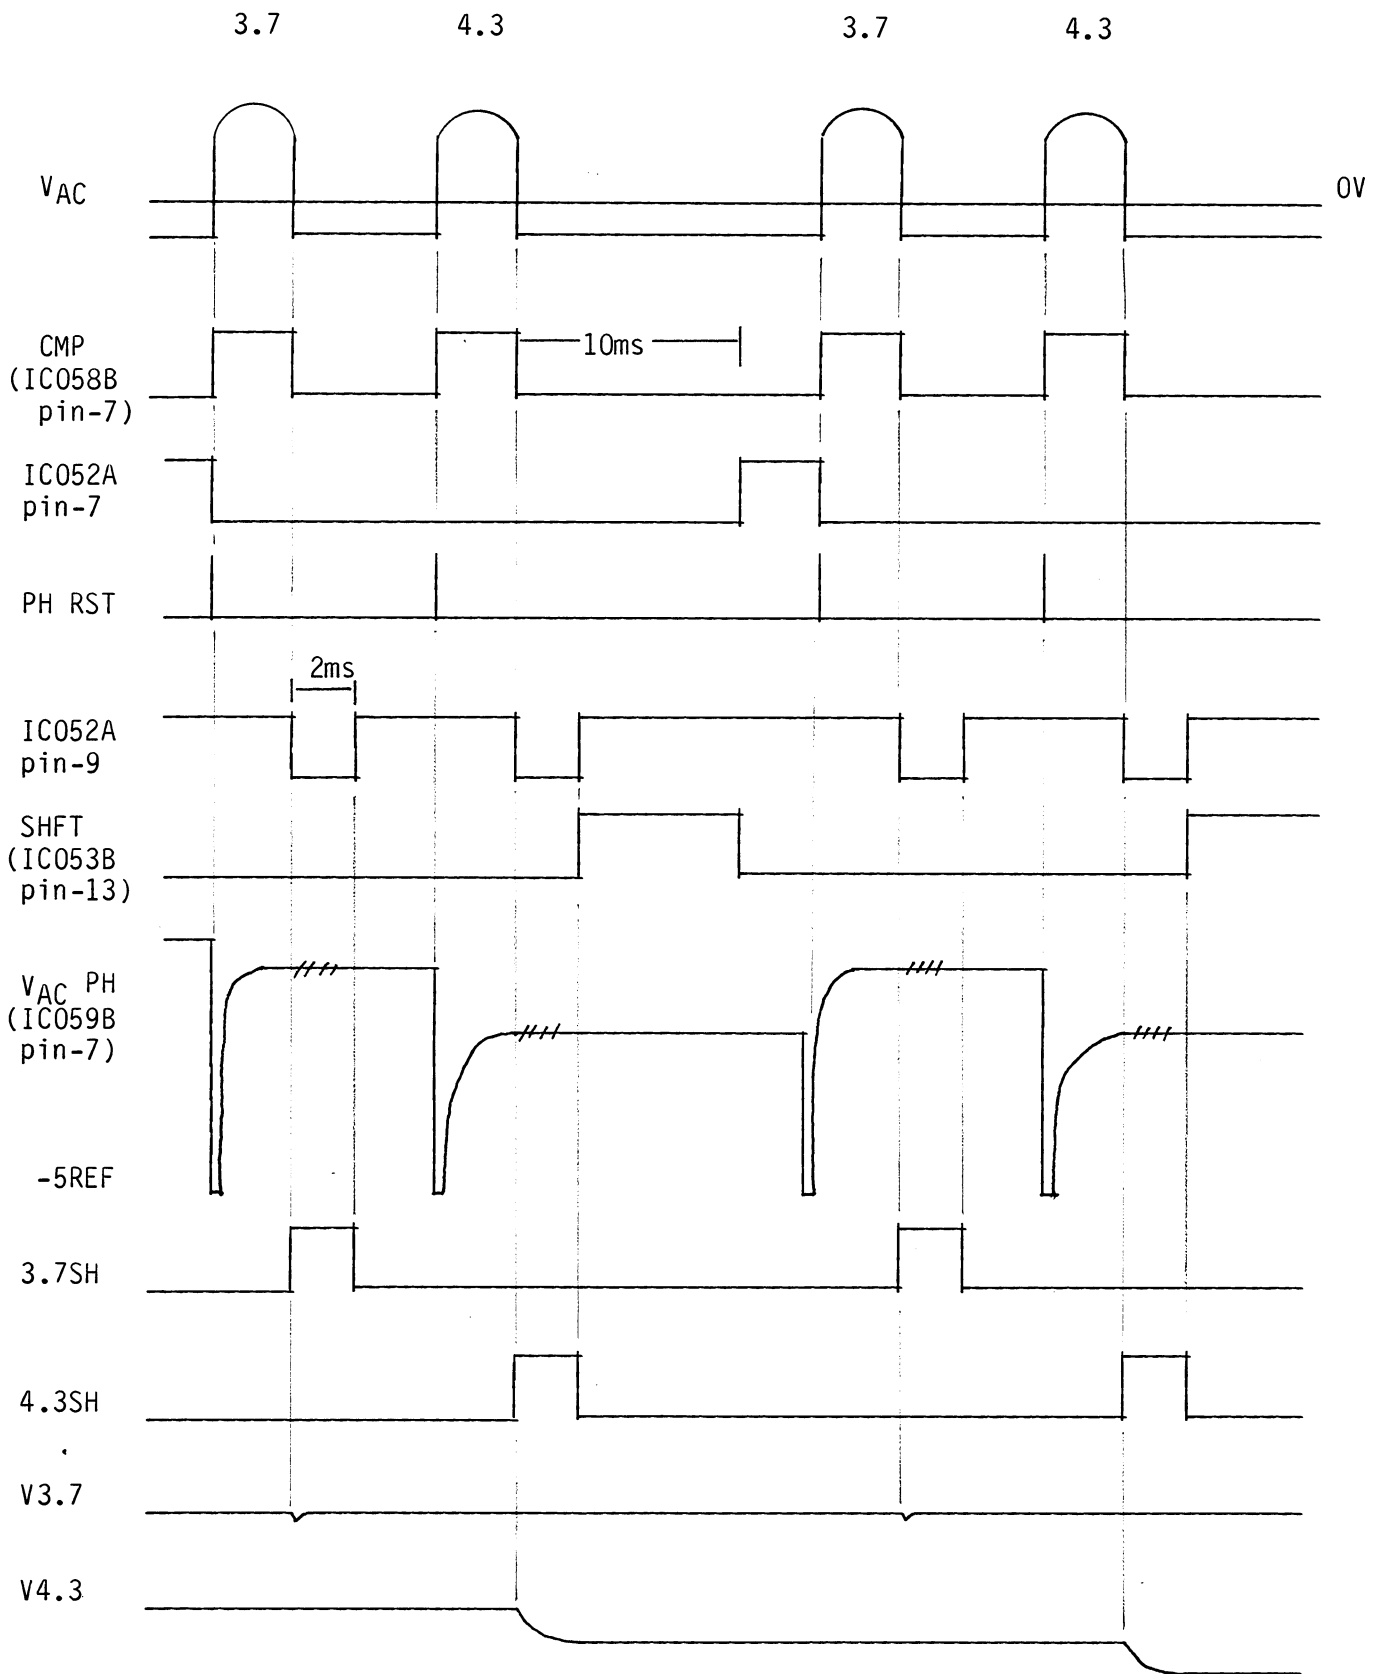 3.7 4.3 3.7 4.3
VAC 0V
CMP
(IC058B
pin-7)
10ms
IC052A
pin-7
PH RST
2ms
IC052A
pin-9
SHFT
(IC053B
pin-13)
VAC PH
(IC059B
pin-7)
-5REF
3.7SH
4.3SH
V3.7
V4.3